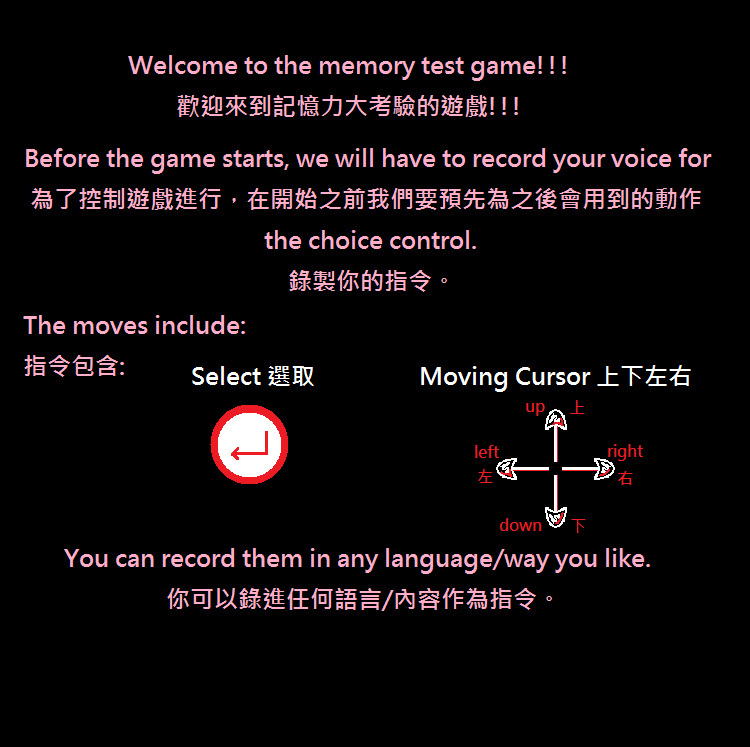 Welcome to the memory test game!!!
歡迎來到記憶力大考驗的遊戲!!!
Before the game starts, we will have to record your voice for
為了控制遊戲進行，在開始之前我們要預先為之後會用到的動作
the choice control.
錄製你的指令。
The moves include:
指令包含:
Select 選取
Moving Cursor 上下左右
up 上
left
左
right
右
down 下
You can record them in any language/way you like.
你可以錄進任何語言/內容作為指令。